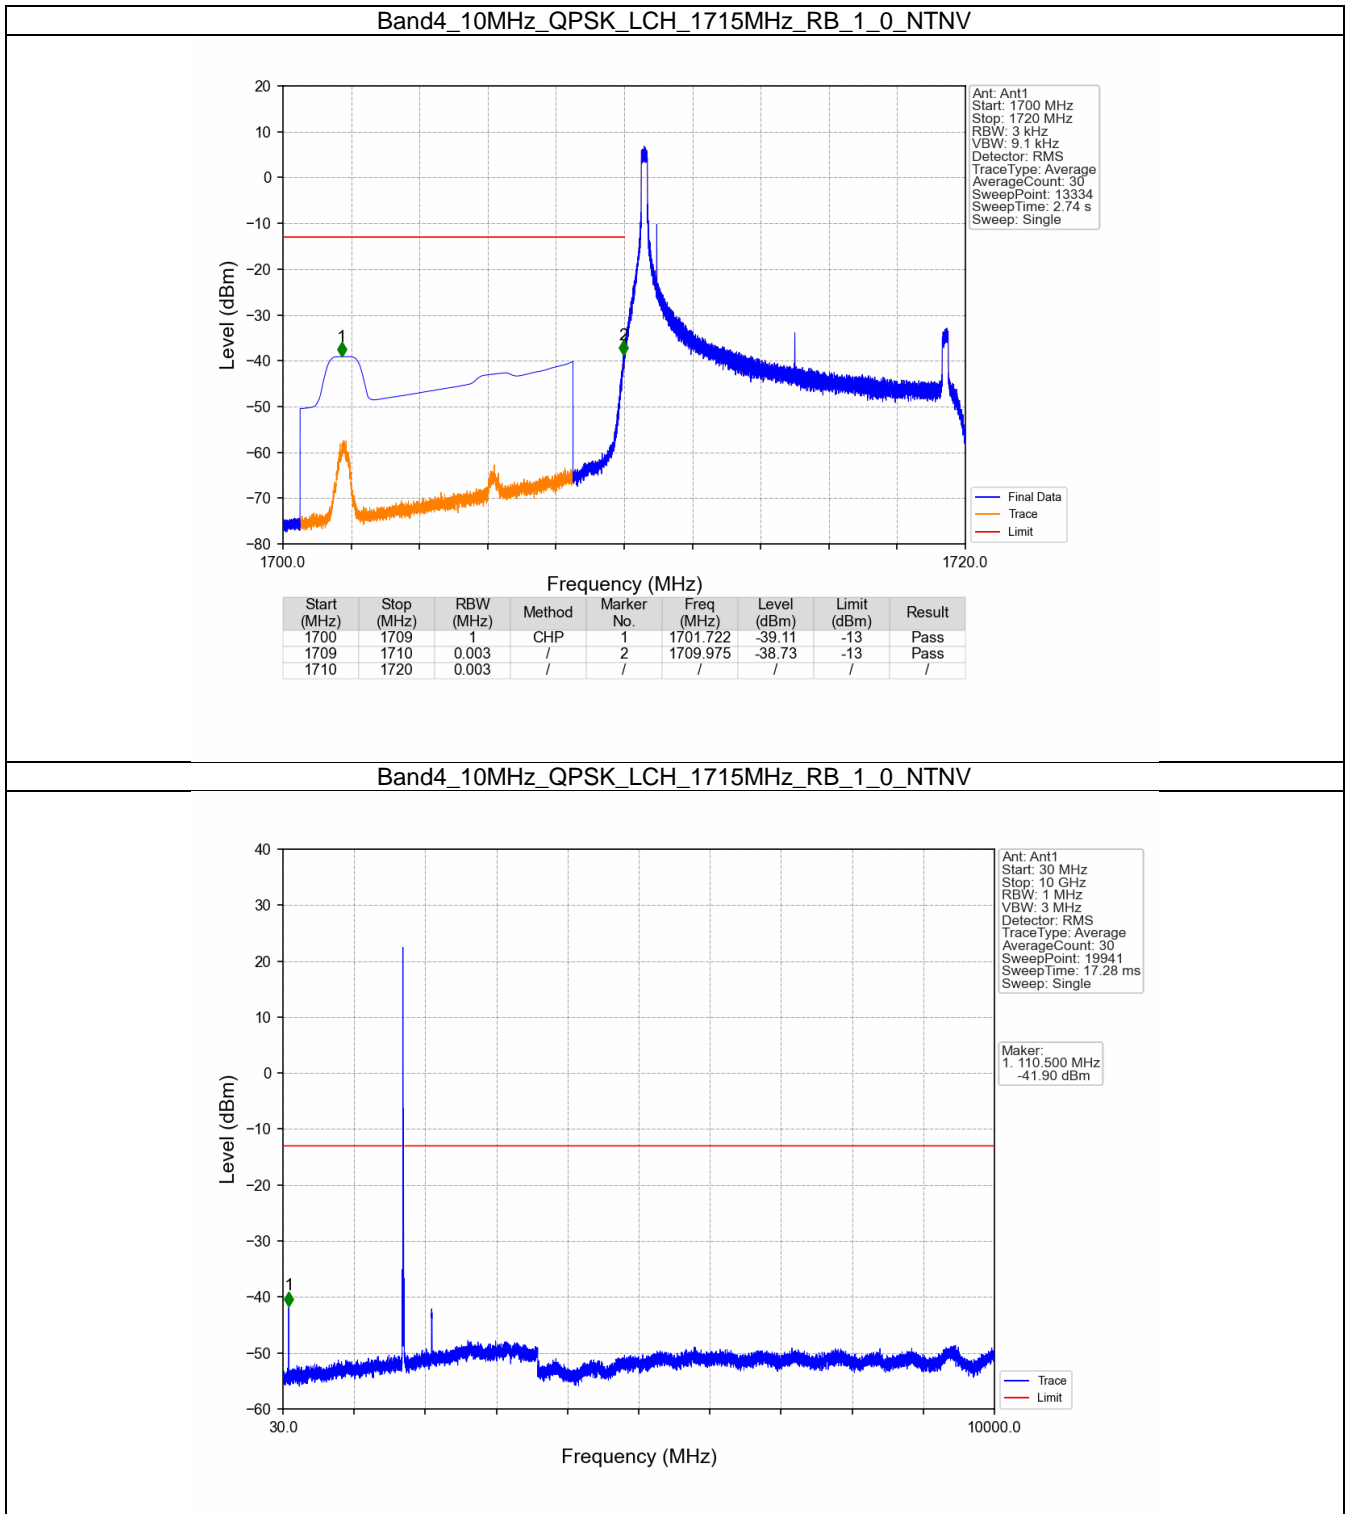 Band4_10MHz_QPSK_LCH_1715MHz_RB_1_0_NTNV
20
10
0
−10
−20
−30
−40
−50
−60
−70
−80
Level (dBm)
1
2
1700.0
1720.0
Frequency (MHz)
Ant: Ant1
Start: 1700 MHz
Stop: 1720 MHz
RBW: 3 kHz
VBW: 9.1 kHz
Detector: RMS
TraceType: Average
AverageCount: 30
SweepPoint: 13334
SweepTime: 2.74 s
Sweep: Single
Final Data
Trace
Limit
Start (MHz) Stop (MHz) RBW (MHz) Method Marker No. Freq (MHz) Level (dBm) Limit (dBm) Result
1700 1709 1 CHP 1 1701.722 -39.11 -13 Pass
1709 1710 0.003 / 2 1709.975 -38.73 -13 Pass
1710 1720 0.003 / / / / / /
Band4_10MHz_QPSK_LCH_1715MHz_RB_1_0_NTNV
40
30
20
10
0
−10
−20
−30
−40
−50
−60
Level (dBm)
1
30.0
10000.0
Frequency (MHz)
Ant: Ant1
Start: 30 MHz
Stop: 10 GHz
RBW: 1 MHz
VBW: 3 MHz
Detector: RMS
TraceType: Average
AverageCount: 30
SweepPoint: 19941
SweepTime: 17.28 ms
Sweep: Single
Maker:
1. 110.500 MHz
-41.90 dBm
Trace
Limit